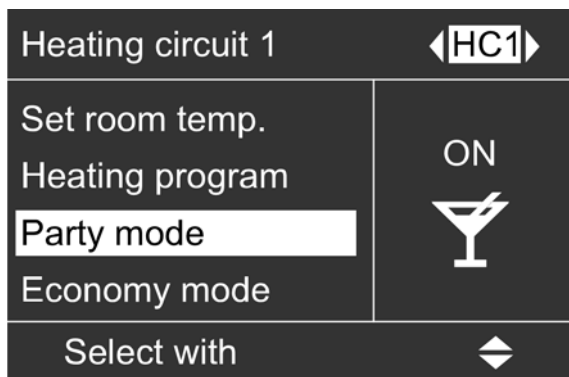 Heating circuit 1
HC1
Set room temp.
Heating program
Party mode
Economy mode
ON
Select with